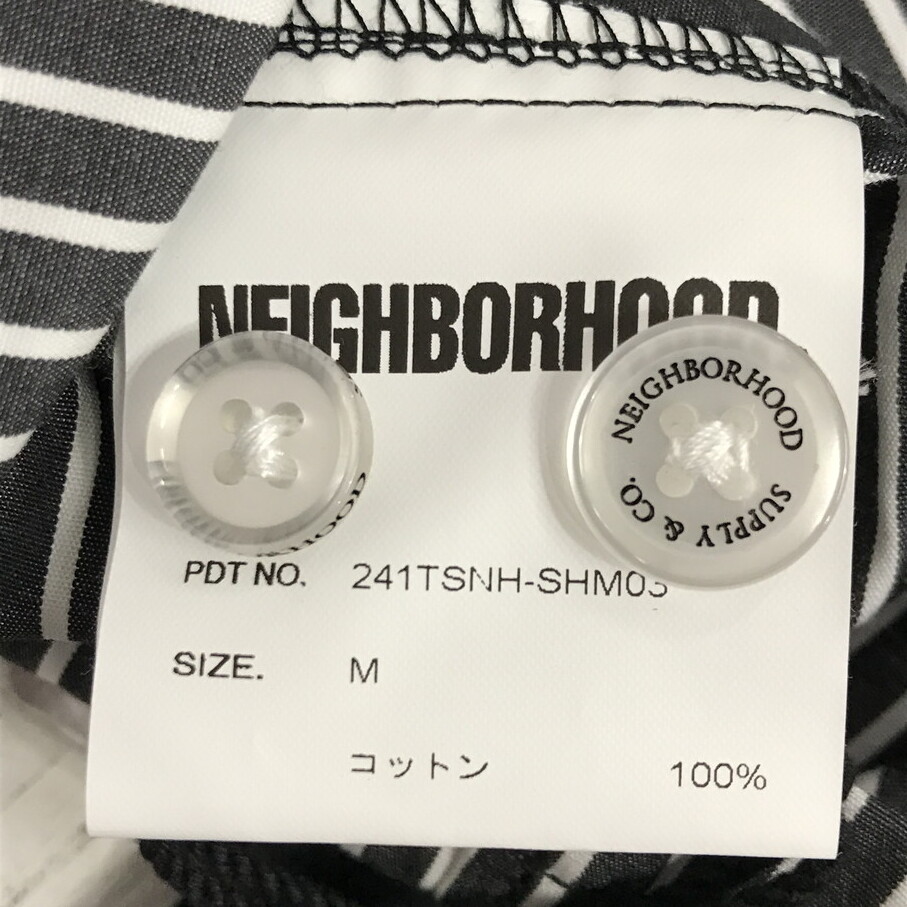 NEIGHBORHOOD
NEIGHBORHOOD
SUPPLY & CO.
PDT NO. 241TSNH-SHM03
SIZE. M
コットン 100%